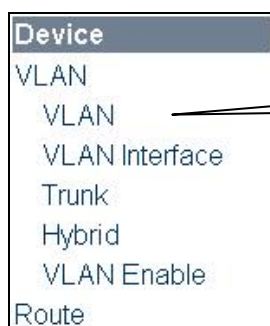 Device
VLAN
VLAN
VLAN Interface
Trunk
Hybrid
VLAN Enable
Route